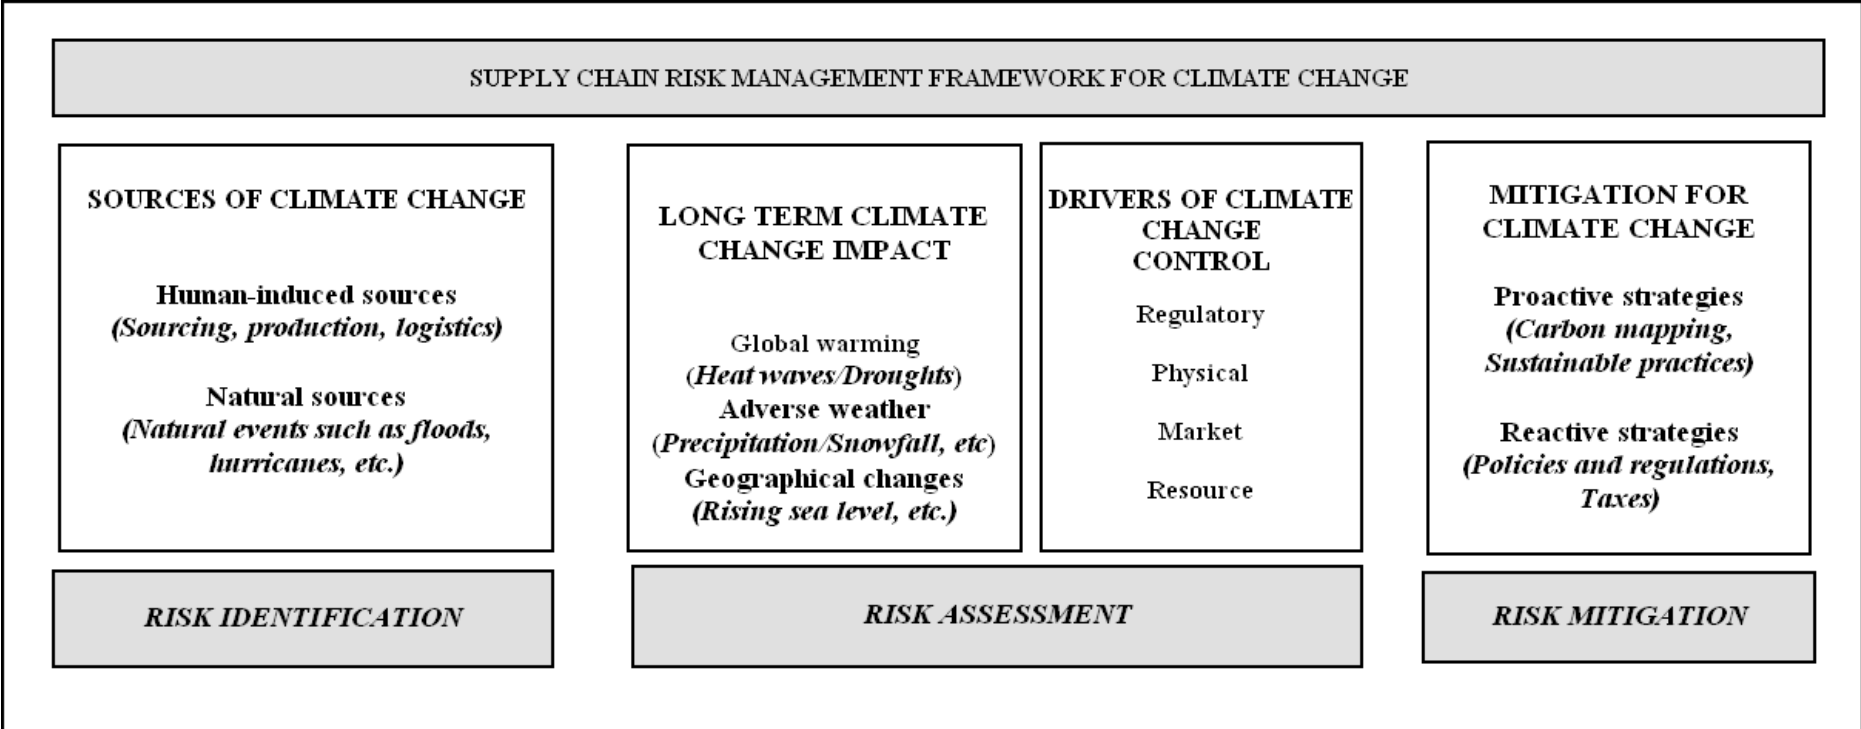 SUPPLY CHAIN RISK MANAGEMENT FRAMEWORK FOR CLIMATE CHANGE
SOURCES OF CLIMATE CHANGE
Human-induced sources
(Sourcing, production, logistics)
Natural sources
(Natural events such as floods,
hurricanes, etc.)
RISK IDENTIFICATION
LONG TERM CLIMATE
CHANGE IMPACT
Global warming
(Heat waves/Droughts)
Adverse weather
(Precipitation/Snowfall, etc)
Geographical changes
(Rising sea level, etc.)
DRIVERS OF CLIMATE
CHANGE
CONTROL
Regulatory
Physical
Market
Resource
RISK ASSESSMENT
MITIGATION FOR
CLIMATE CHANGE
Proactive strategies
(Carbon mapping,
Sustainable practices)
Reactive strategies
(Policies and regulations,
Taxes)
RISK MITIGATION